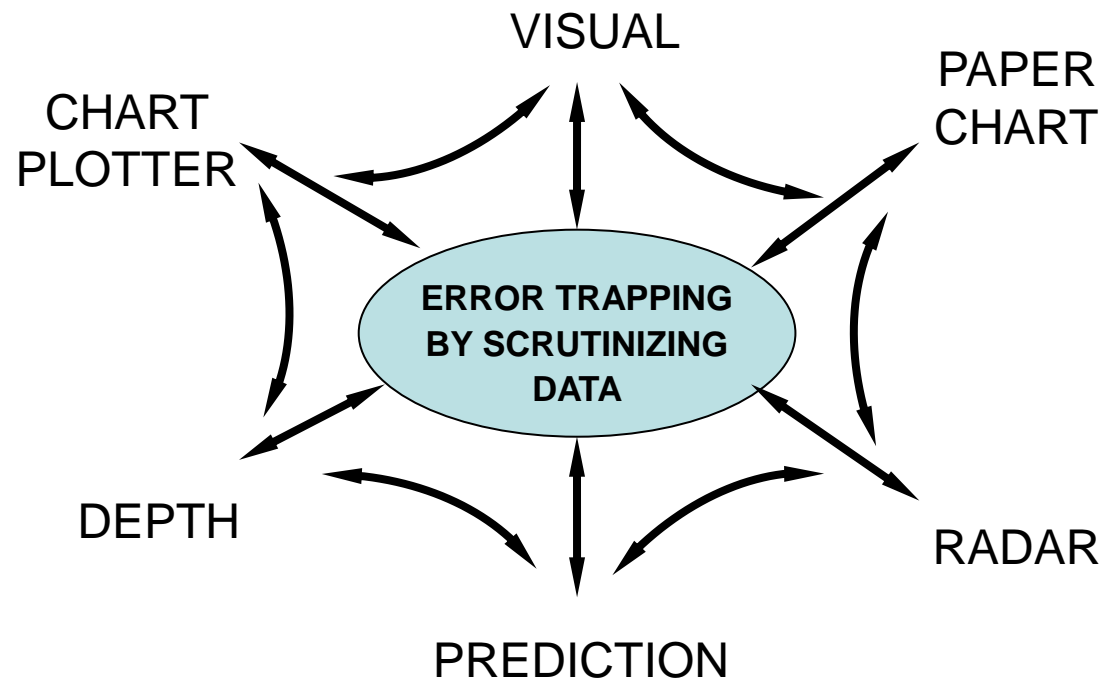 VISUAL
PAPER
CHART
CHART
PLOTTER
ERROR TRAPPING
BY SCRUTINIZING
DATA
DEPTH
RADAR
PREDICTION